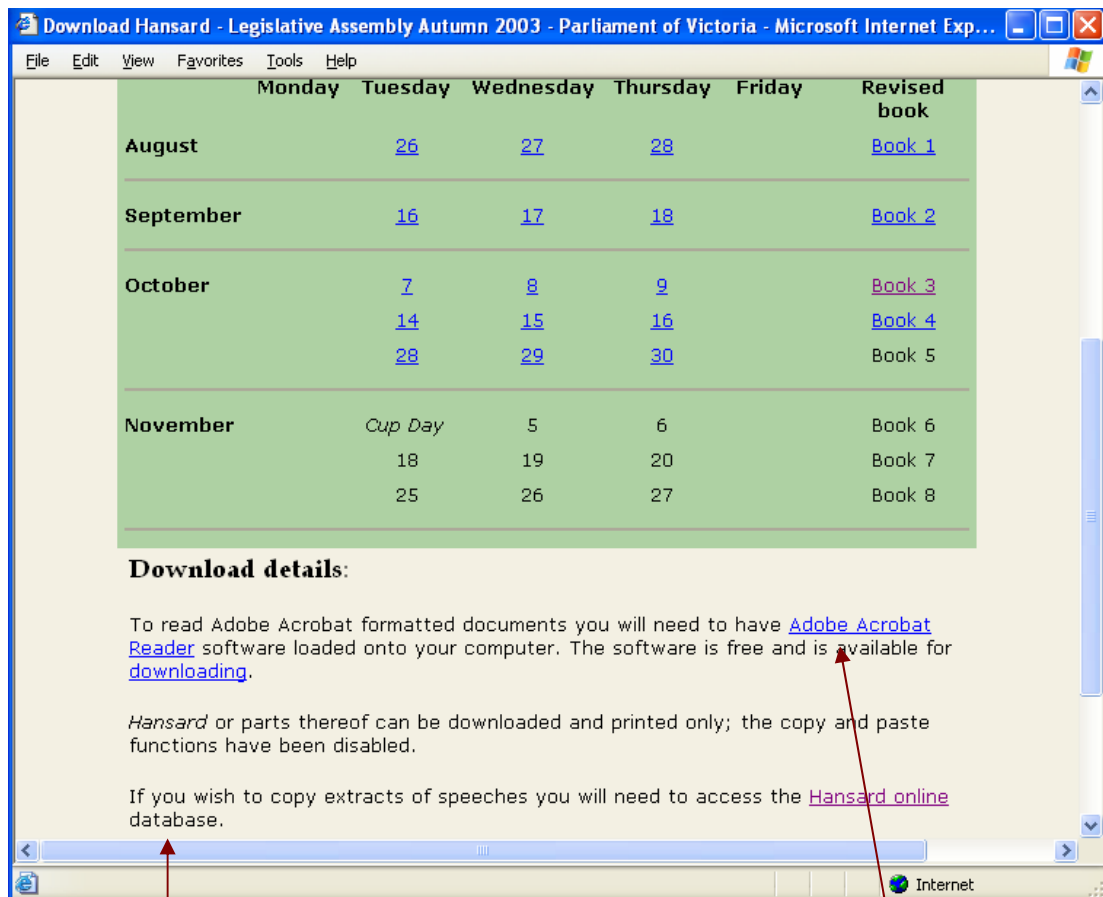 Download Hansard - Legislative Assembly Autumn 2003 - Parliament of Victoria - Microsoft Internet Exp...
File Edit View Favorites Tools Help
Monday Tuesday Wednesday Thursday Friday Revised
book
August 26 27 28 Book 1
September 16 17 18 Book 2
October 7 8 9 Book 3
14 15 16 Book 4
28 29 30 Book 5
November Cup Day 5 6 Book 6
18 19 20 Book 7
25 26 27 Book 8
Download details:
To read Adobe Acrobat formatted documents you will need to have Adobe Acrobat
Reader software loaded onto your computer. The software is free and is available for
downloading.
Hansard or parts thereof can be downloaded and printed only; the copy and paste
functions have been disabled.
If you wish to copy extracts of speeches you will need to access the Hansard online
database.
Internet